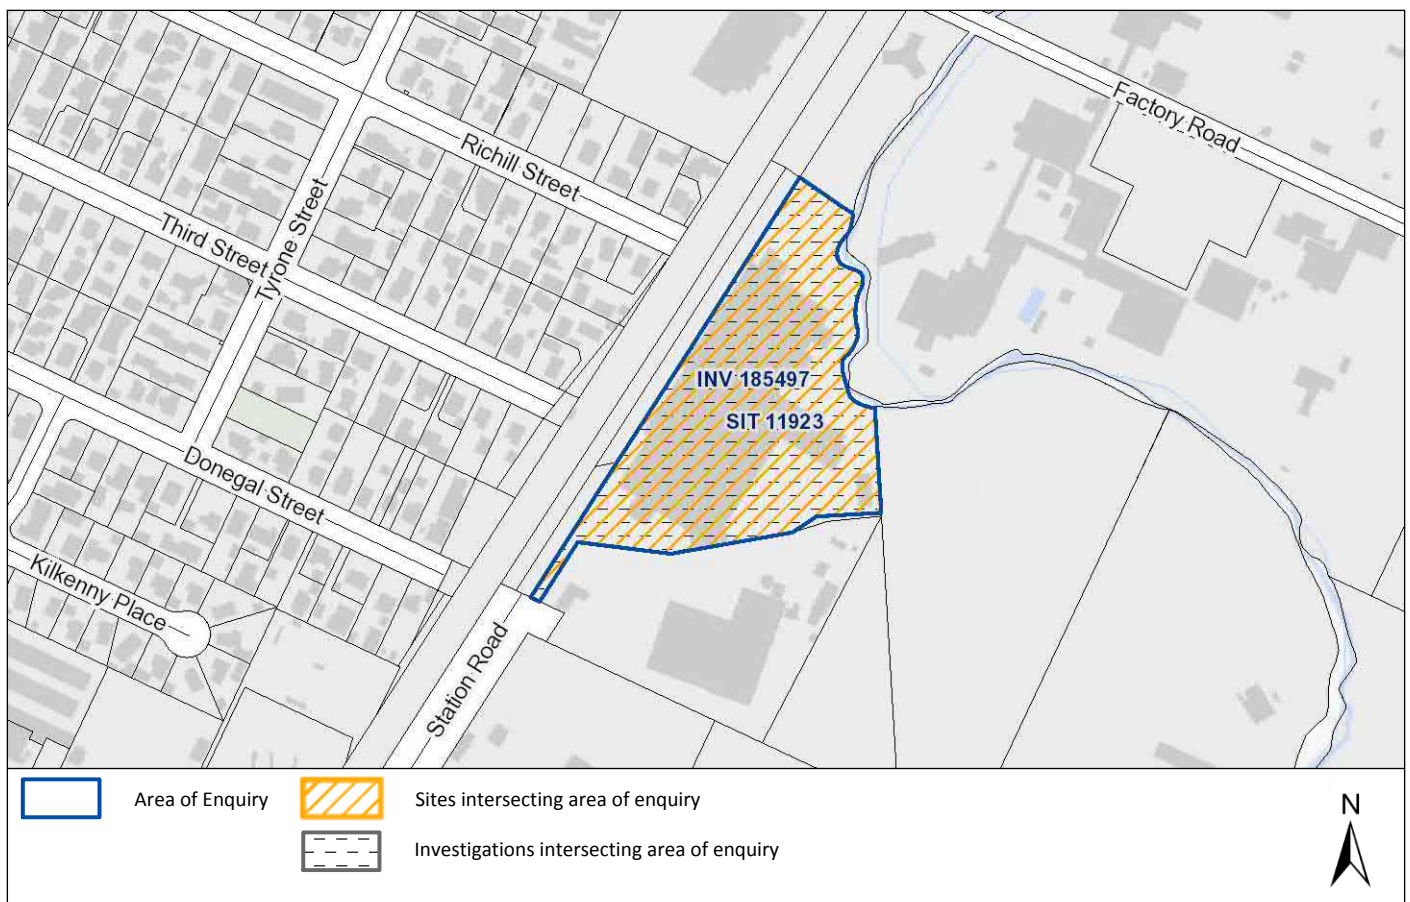 Factory Road
Richill Street
Third Street
Tyrone Street
INV 185497
SIT 11923
Donegal Street
Kilkenny Place
Station Road
Area of Enquiry
Sites intersecting area of enquiry
Investigations intersecting area of enquiry
N